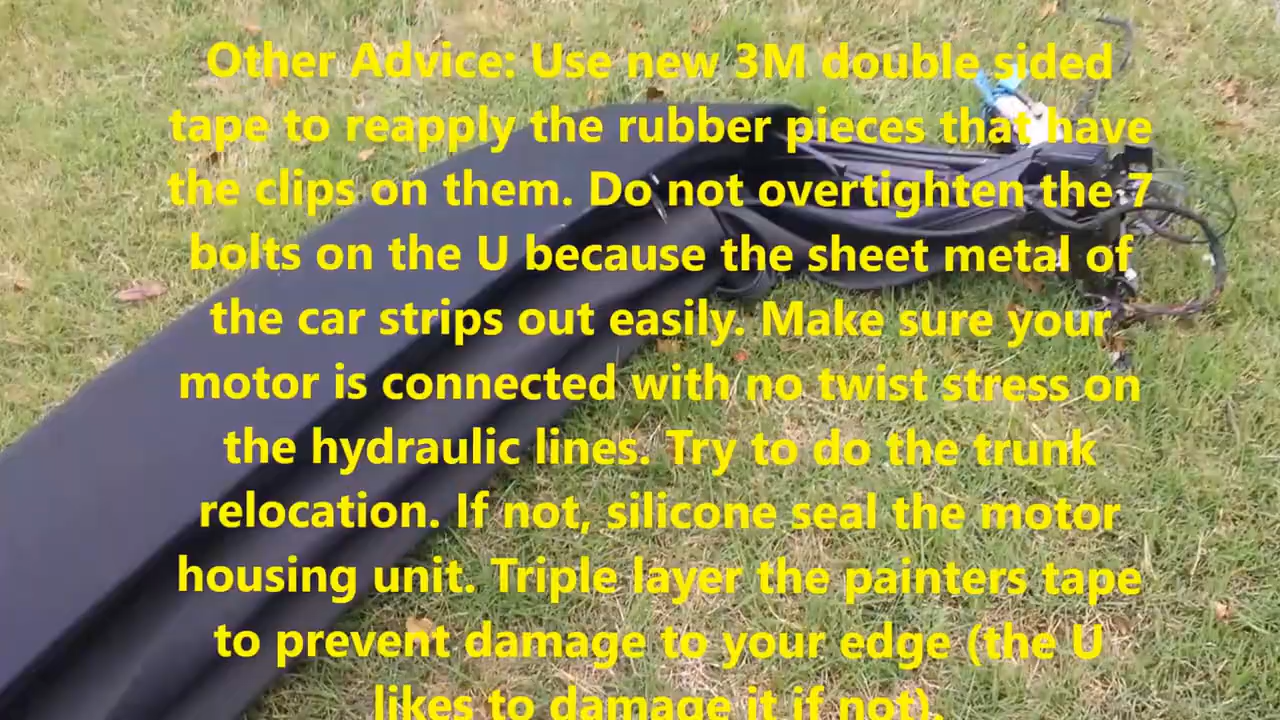 Other Advice: Use new 3M double sided
tape to reapply the rubber pieces that have
the clips on them. Do not overtighten the 7
bolts on the U because the sheet metal of
the car strips out easily. Make sure your
motor is connected with no twist stress on
the hydraulic lines. Try to do the trunk
relocation. If not, silicone seal the motor
housing unit. Triple layer the painters tape
to prevent damage to your edge (the U
likes to damage it if not).